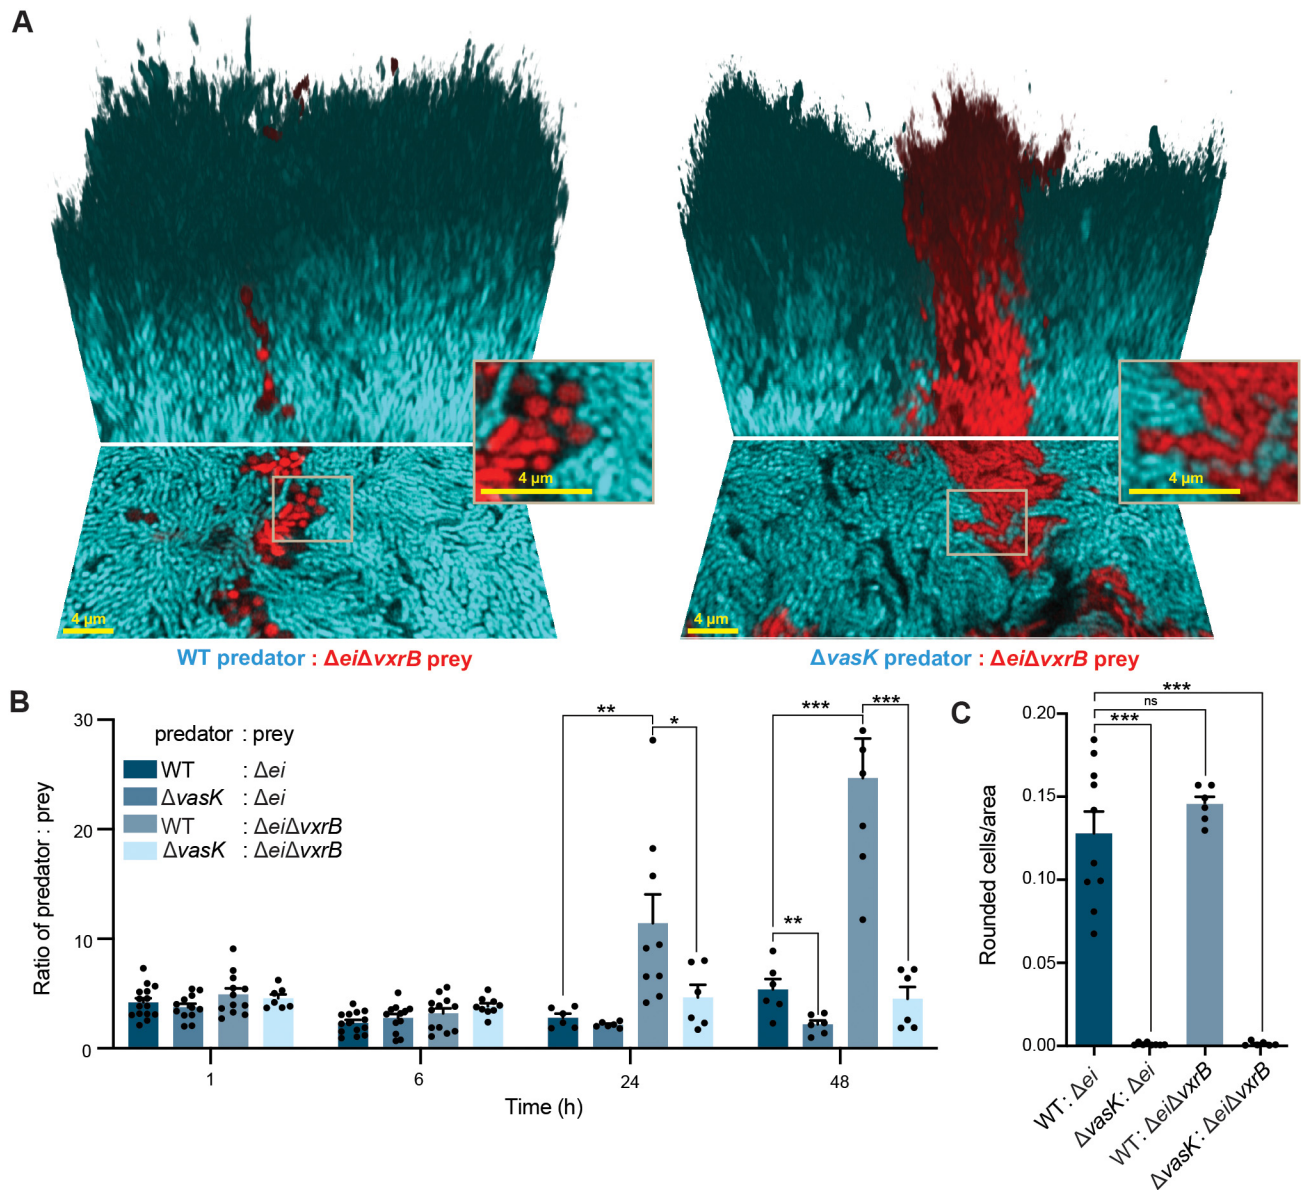 A
4 µm
4 µm
4 µm
4 µm
WT predator : ΔeiΔvxrB prey
ΔvasK predator : ΔeiΔvxrB prey
B
Ratio of predator : prey
30
20
10
0
predator : prey
WT : Δei
ΔvasK : Δei
WT : ΔeiΔvxrB
ΔvasK : ΔeiΔvxrB
**
*
***
***
**
1
6
24
48
Time (h)
C
Rounded cells/area
0.20
0.15
0.10
0.05
0.00
***
ns
***
WT: Δei
ΔvasK: Δei
WT: ΔeiΔvxrB
ΔvasK: ΔeiΔvxrB